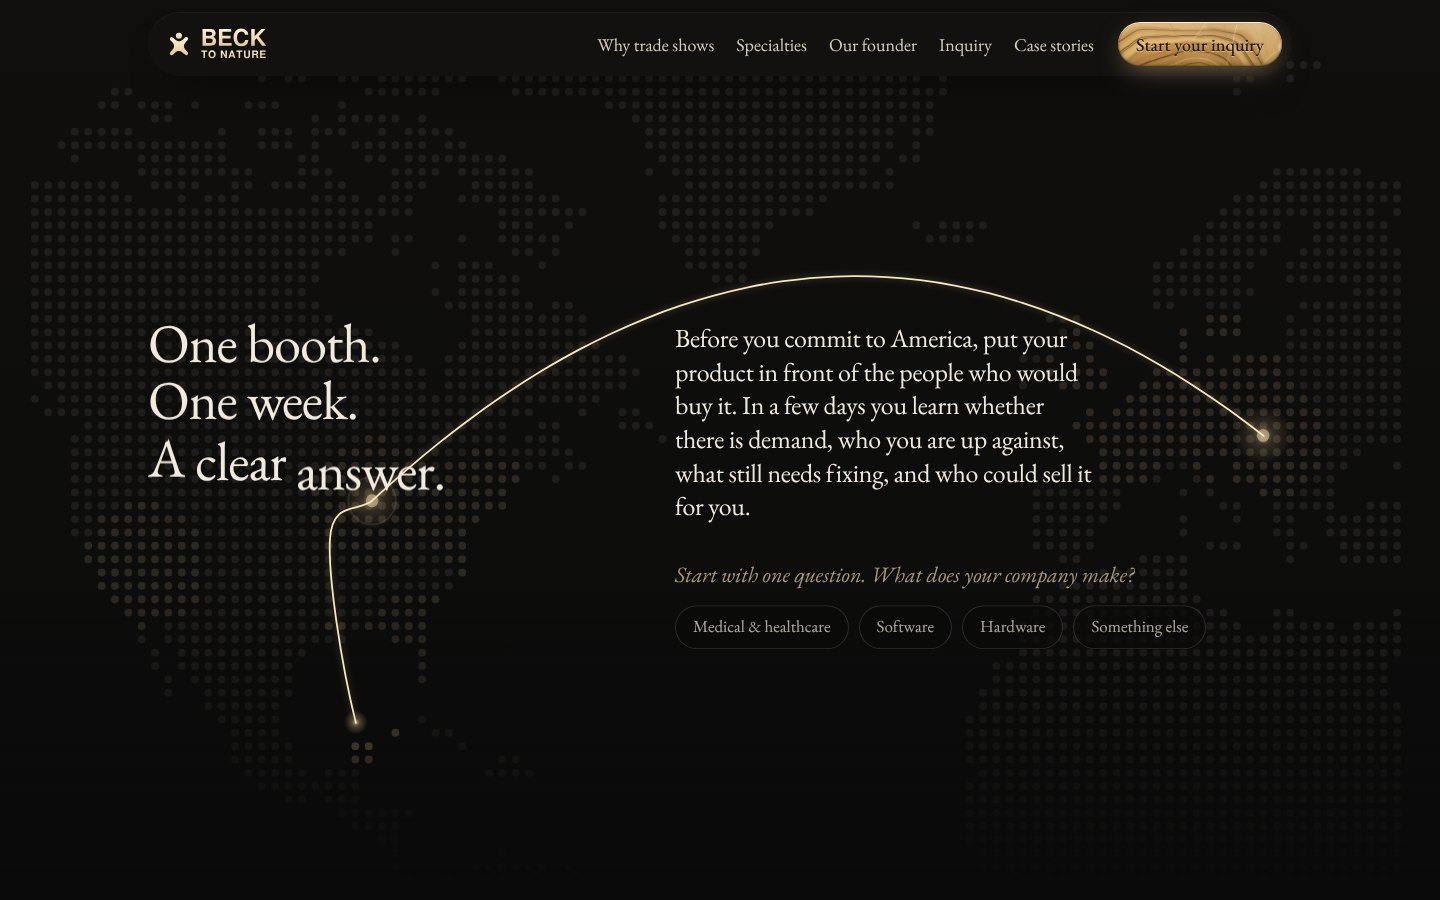 BECK
TO NATURE
Why trade shows
Specialties
Our founder
Inquiry
Case stories
Start your inquiry
One booth.
One week.
A clear answer.
Before you commit to America, put your
product in front of the people who would
buy it. In a few days you learn whether
there is demand, who you are up against,
what still needs fixing, and who could sell it
for you.
Start with one question. What does your company make?
Medical & healthcare
Software
Hardware
Something else